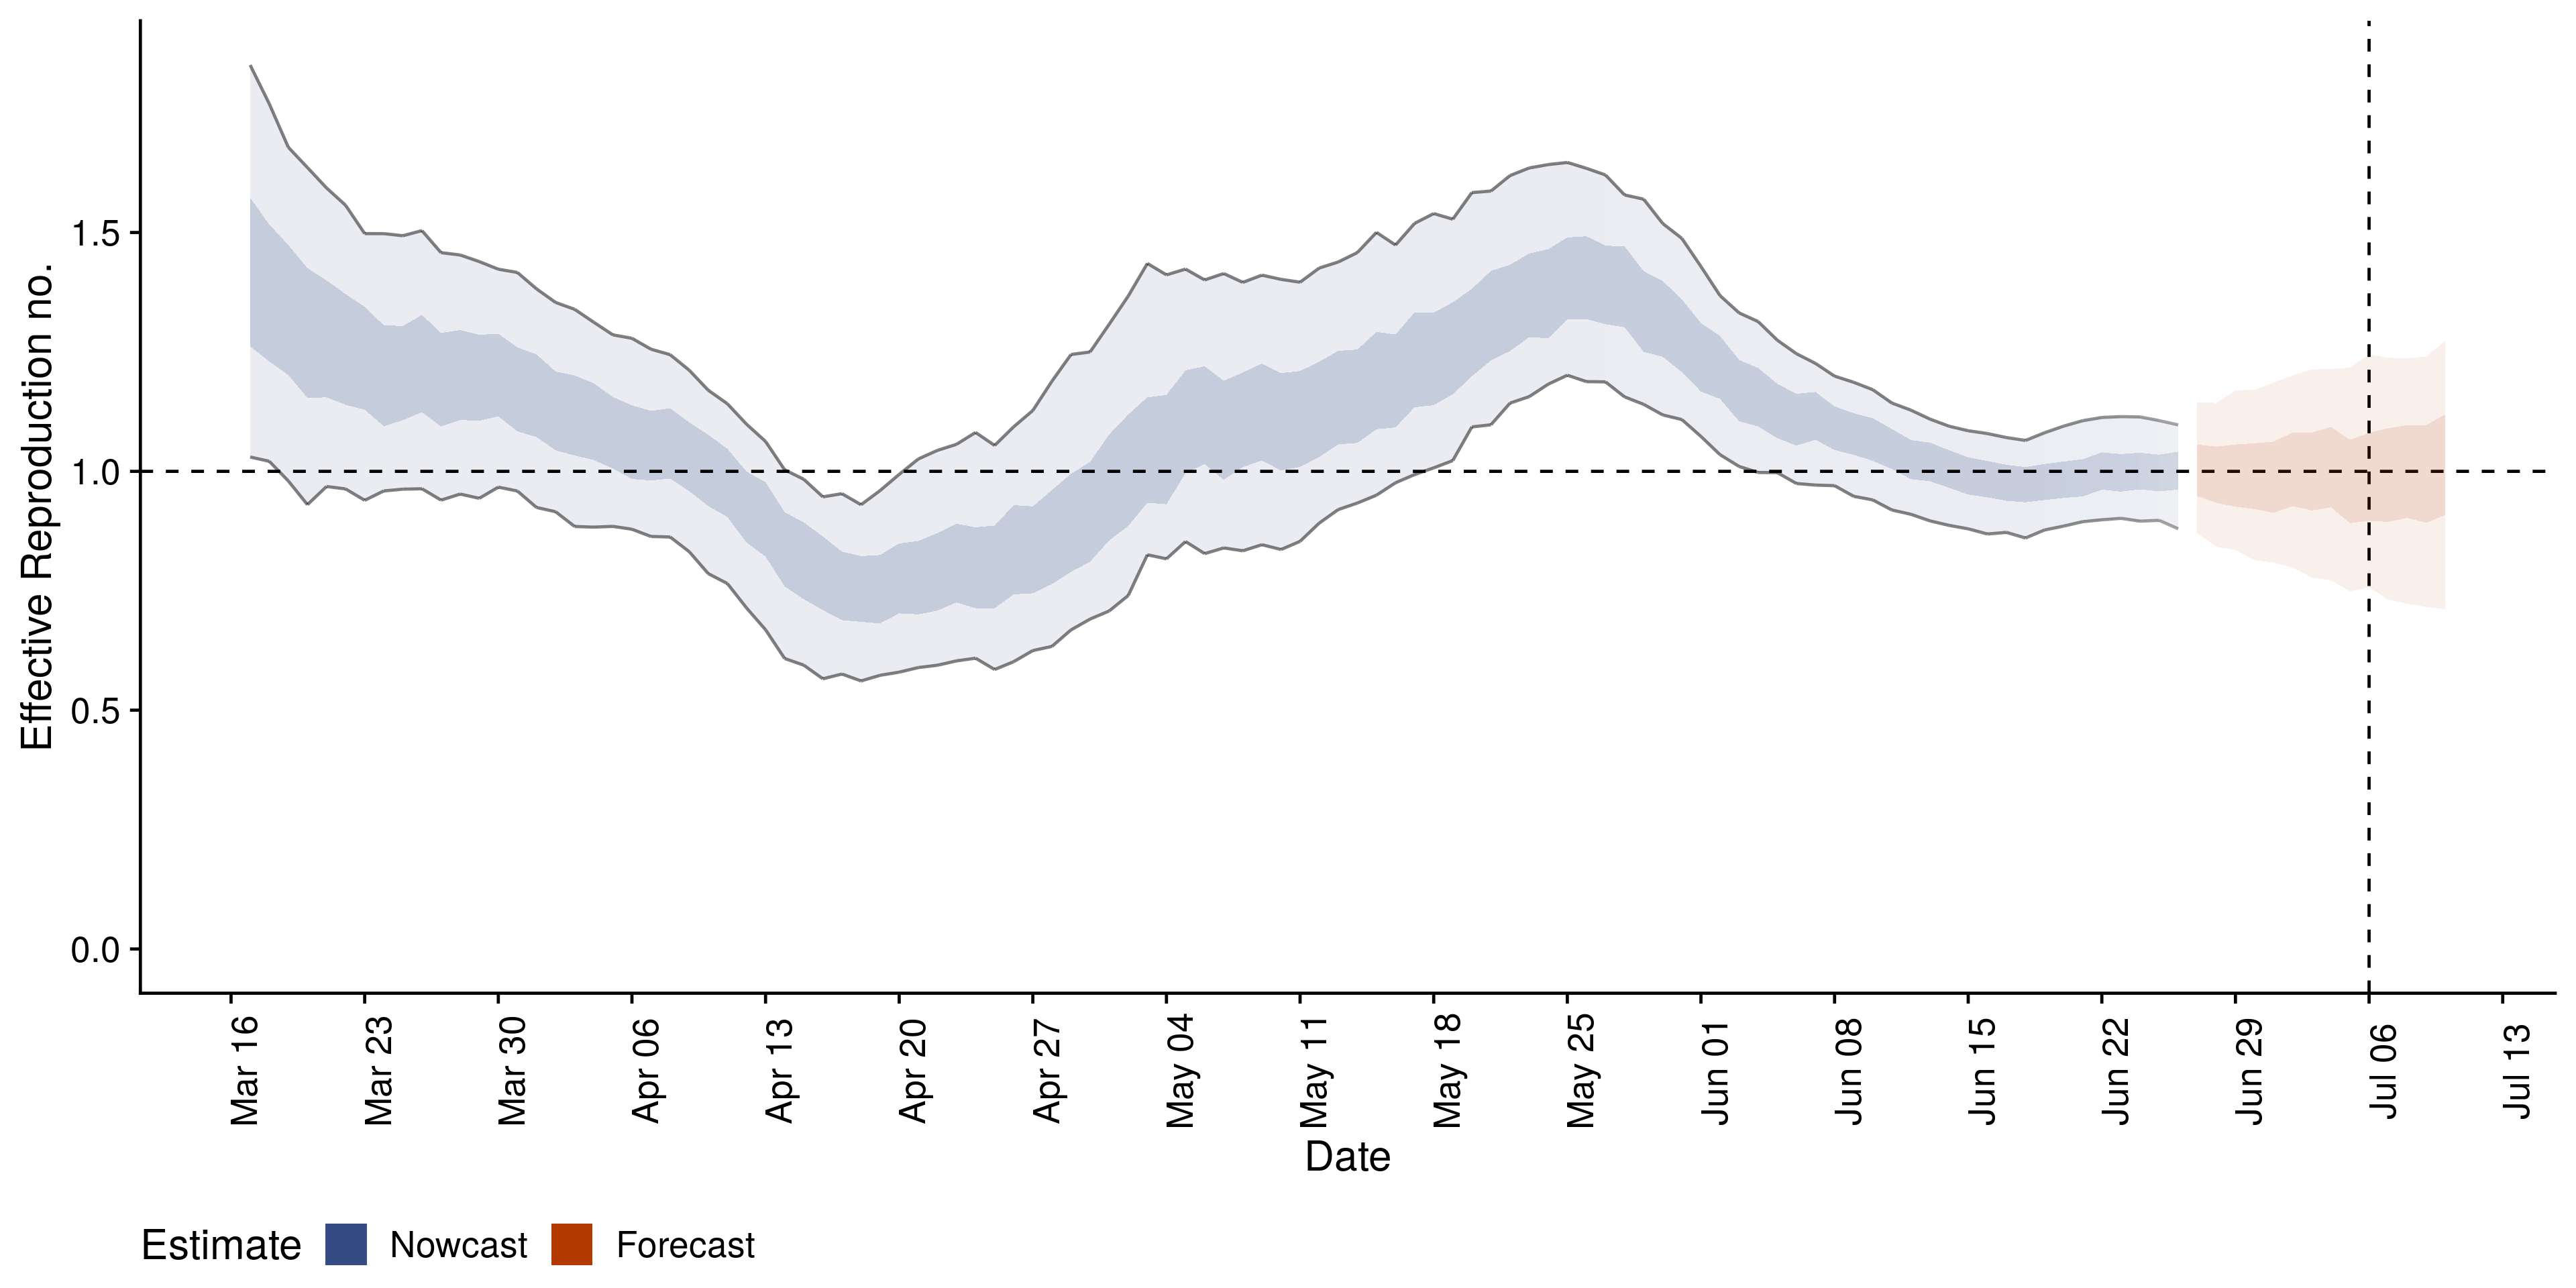 Effective Reproduction no.
1.5
1.0
0.5
0.0
Mar 16
Mar 23
Mar 30
Apr 06
Apr 13
Apr 20
Apr 27
May 04
May 11
May 18
May 25
Jun 01
Jun 08
Jun 15
Jun 22
Jun 29
Jul 06
Jul 13
Date
Estimate Nowcast Forecast